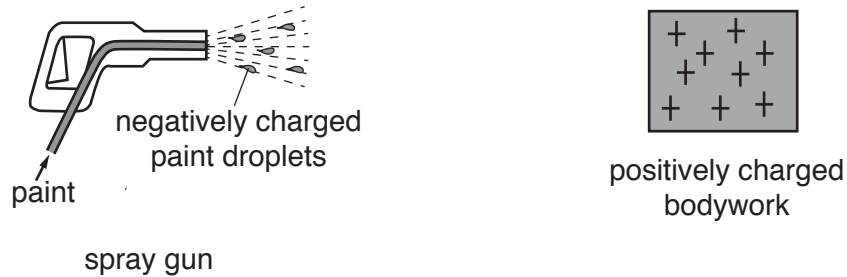 negatively charged
paint droplets
paint
spray gun
positively charged
bodywork